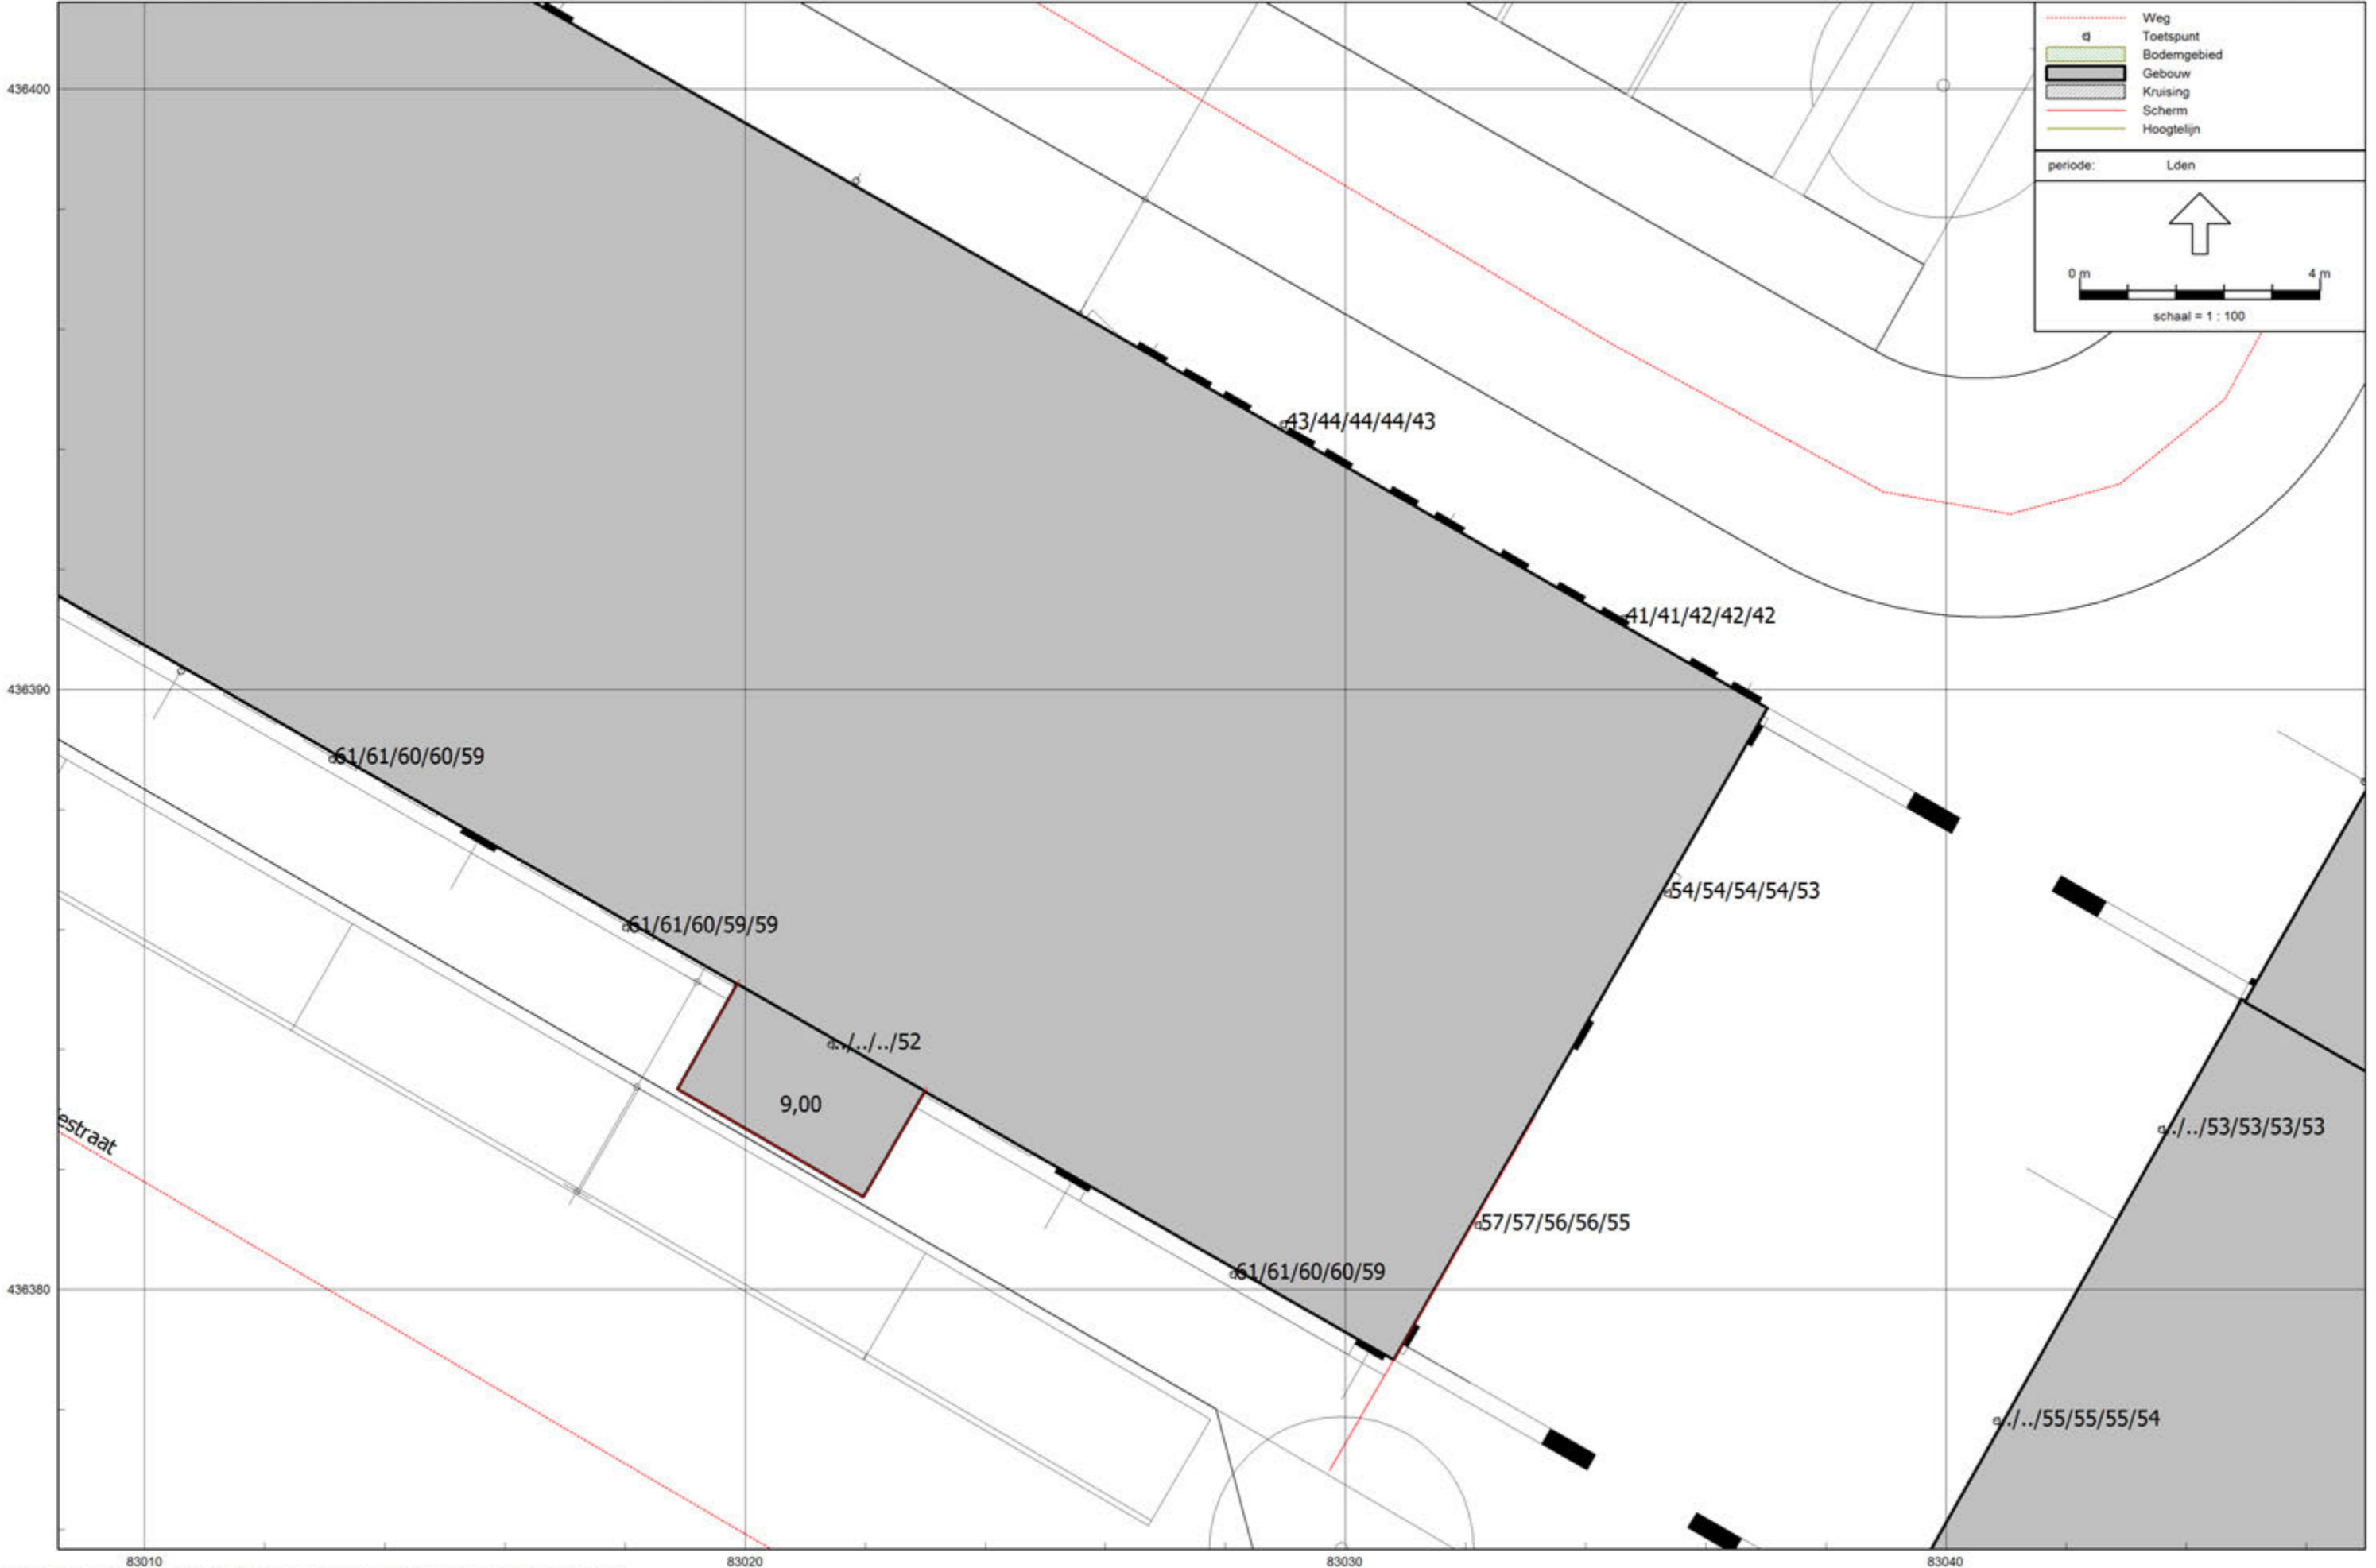 Weg
Toetspunt
Bodemgebied
Gebouw
Kruising
Scherm
Hoogtelijn
periode: Lden
0 m 4 m
schaal = 1 : 100
436400
43/44/44/44/43
41/41/42/42/42
436390
61/61/60/60/59
54/54/54/54/53
61/61/60/59/59
../../../52
9,00
estraat
../../53/53/53/53
57/57/56/56/55
61/61/60/60/59
436380
../../55/55/55/54
83010 83020 83030 83040